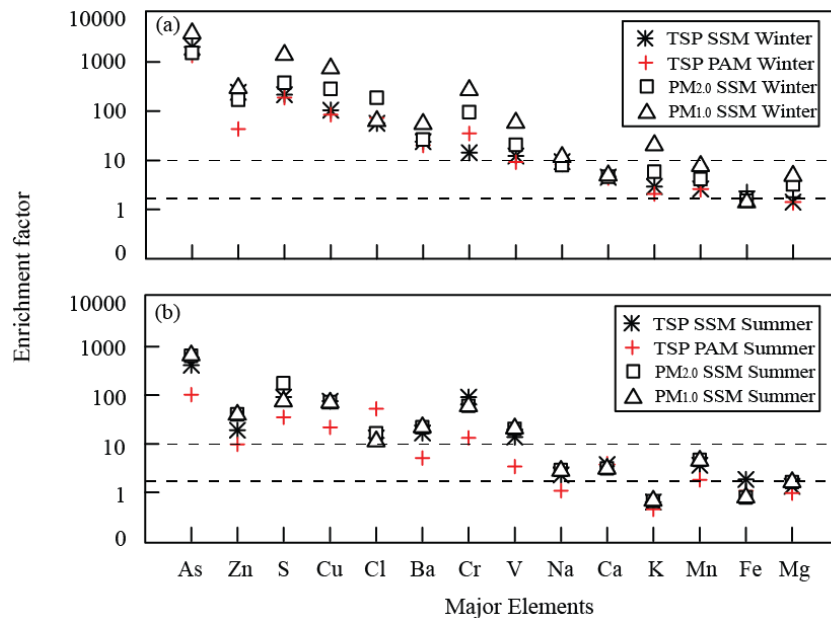 Enrichment factor
(a)
10000
1000
100
10
1
0
TSP SSM Winter
TSP PAM Winter
PM2.0 SSM Winter
PM1.0 SSM Winter
(b)
10000
1000
100
10
1
0
TSP SSM Summer
TSP PAM Summer
PM2.0 SSM Summer
PM1.0 SSM Summer
As Zn S Cu Cl Ba Cr V Na Ca K Mn Fe Mg
Major Elements